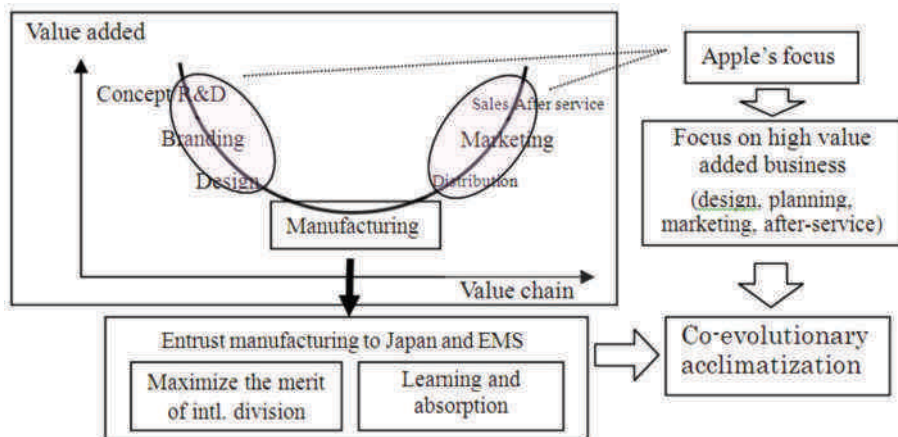 Value added
Concept R&D
Branding
Design
Sales After service
Marketing
Distribution
Manufacturing
Value chain
Apple's focus
Focus on high value
added business
(design, planning,
marketing, after-service)
Entrust manufacturing to Japan and EMS
Maximize the merit
of intl. division
Learning and
absorption
Co-evolutionary
acclimatization